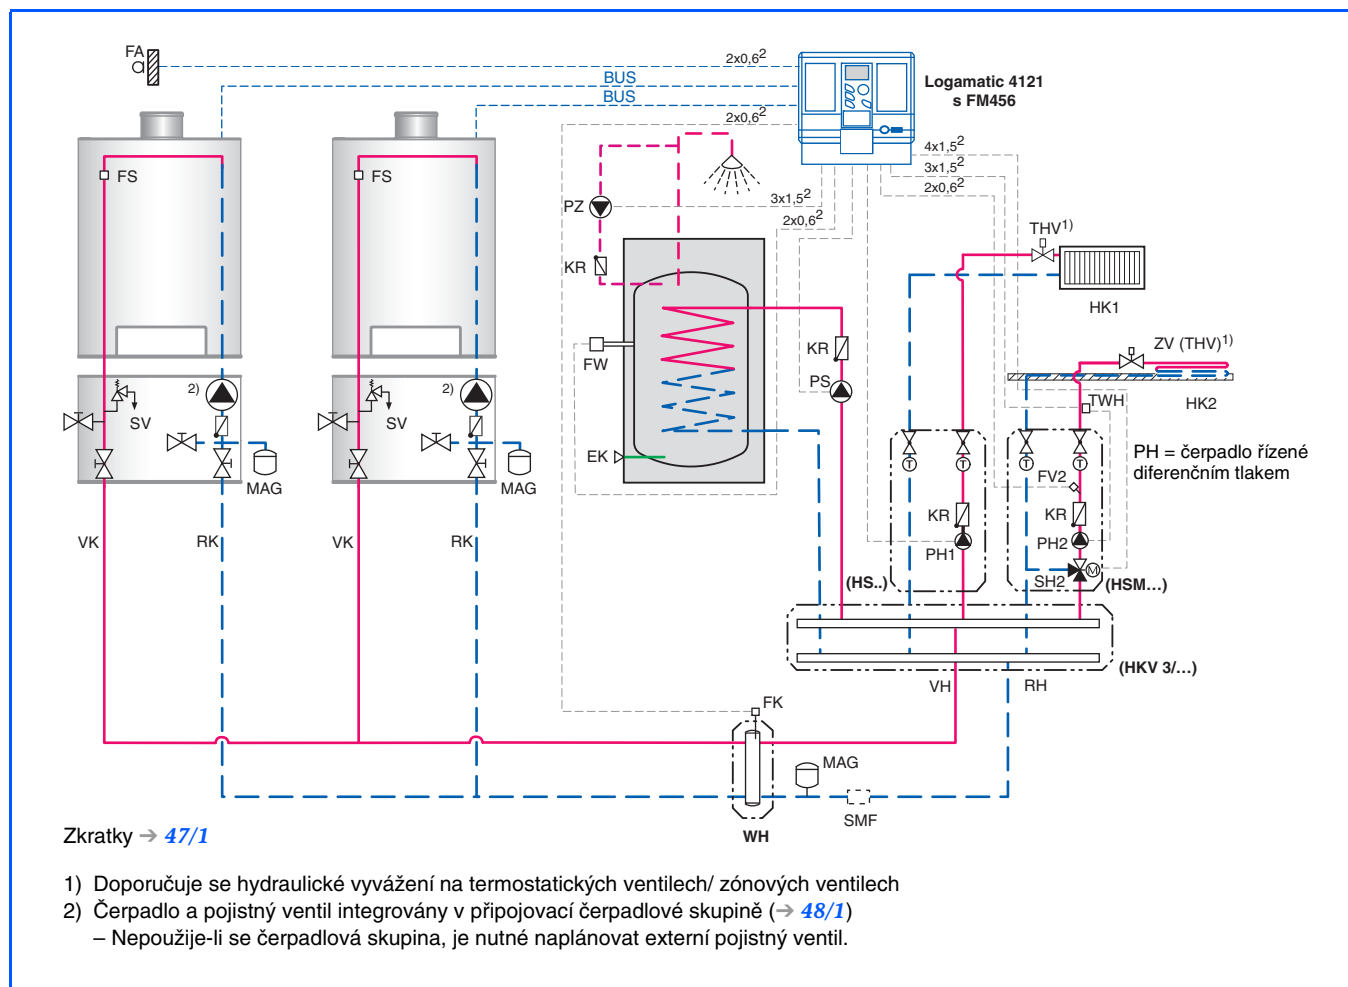 FA
2x0,6²
BUS
BUS
2x0,6²
Logamatic 4121
s FM456
4x1,5²
3x1,5²
2x0,6²
FS
FS
PZ
3x1,5²
2x0,6²
THV1)
KR
HK1
FW
KR
ZV (THV)1)
PS
HK2
TWH
2)
SV
2)
SV
EK
MAG
MAG
T
T
T
T
PH = čerpadlo řízené
diferenčním tlakem
FV2
KR
KR
VK
RK
VK
RK
PH1
PH2
M
SH2
(HS..)
(HSM...)
(HKV 3/...)
VH
RH
FK
MAG
SMF
WH
Zkratky → 47/1
1) Doporučuje se hydraulické vyvážení na termostatických ventilech/ zónových ventilech
2) Čerpadlo a pojistný ventil integrovány v připojovací čerpadlové skupině (→ 48/1)
– Nepoužije-li se čerpadlová skupina, je nutné naplánovat externí pojistný ventil.